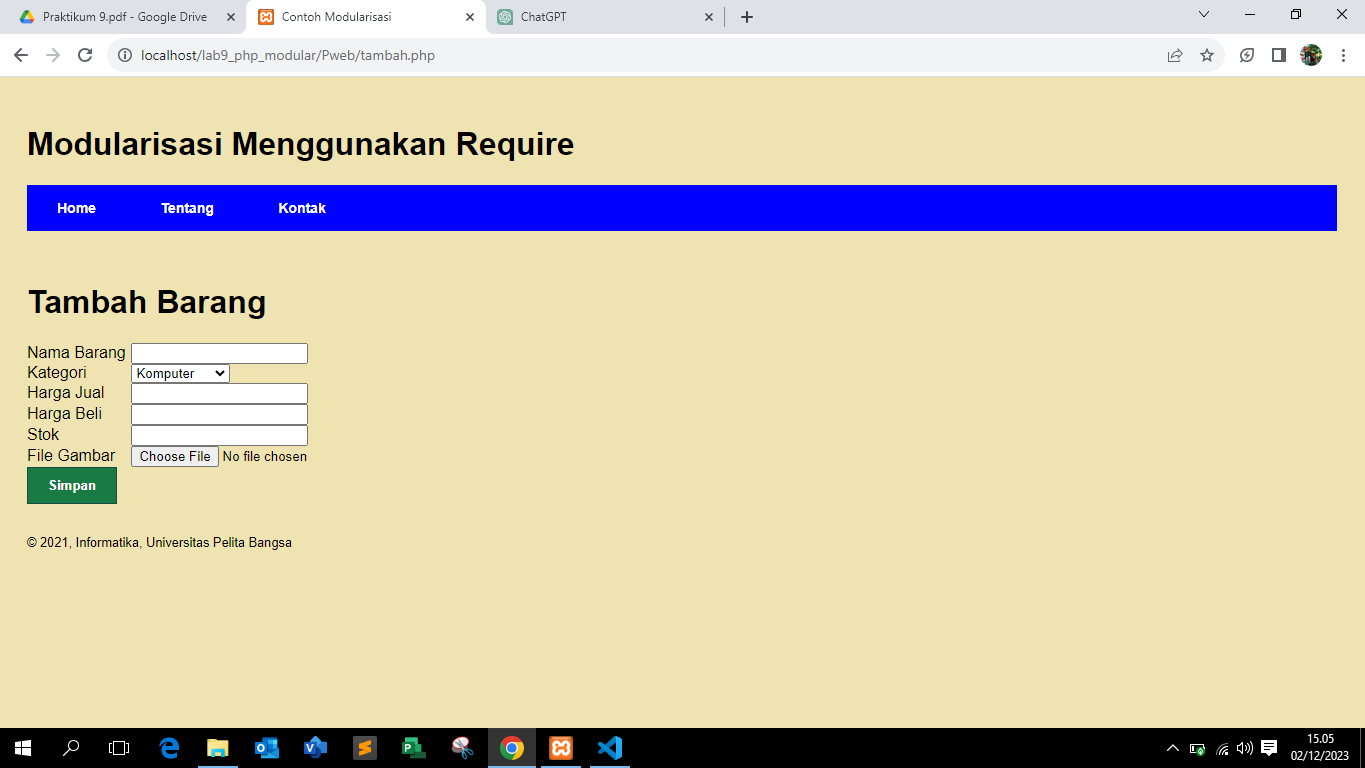 Praktikum 9.pdf - Google Drive
Contoh Modularisasi
ChatGPT
localhost/lab9_php_modular/Pweb/tambah.php
Modularisasi Menggunakan Require
Home Tentang Kontak
Tambah Barang
Nama Barang
Kategori Komputer
Harga Jual
Harga Beli
Stok
File Gambar Choose File No file chosen
Simpan
© 2021, Informatika, Universitas Pelita Bangsa
15.05
02/12/2023